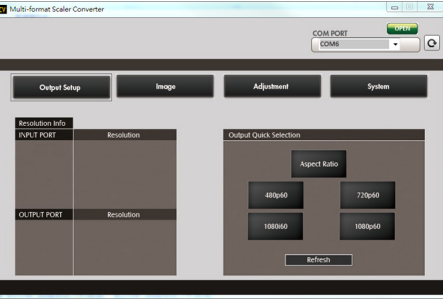 Multi-format Scaler Converter
COM PORT
OPEN
COM6
Output Setup
Image
Adjustment
System
Resolution Info
INPUT PORT
Resolution
OUTPUT PORT
Resolution
Output Quick Selection
Aspect Ratio
480p60
720p60
1080i60
1080p60
Refresh